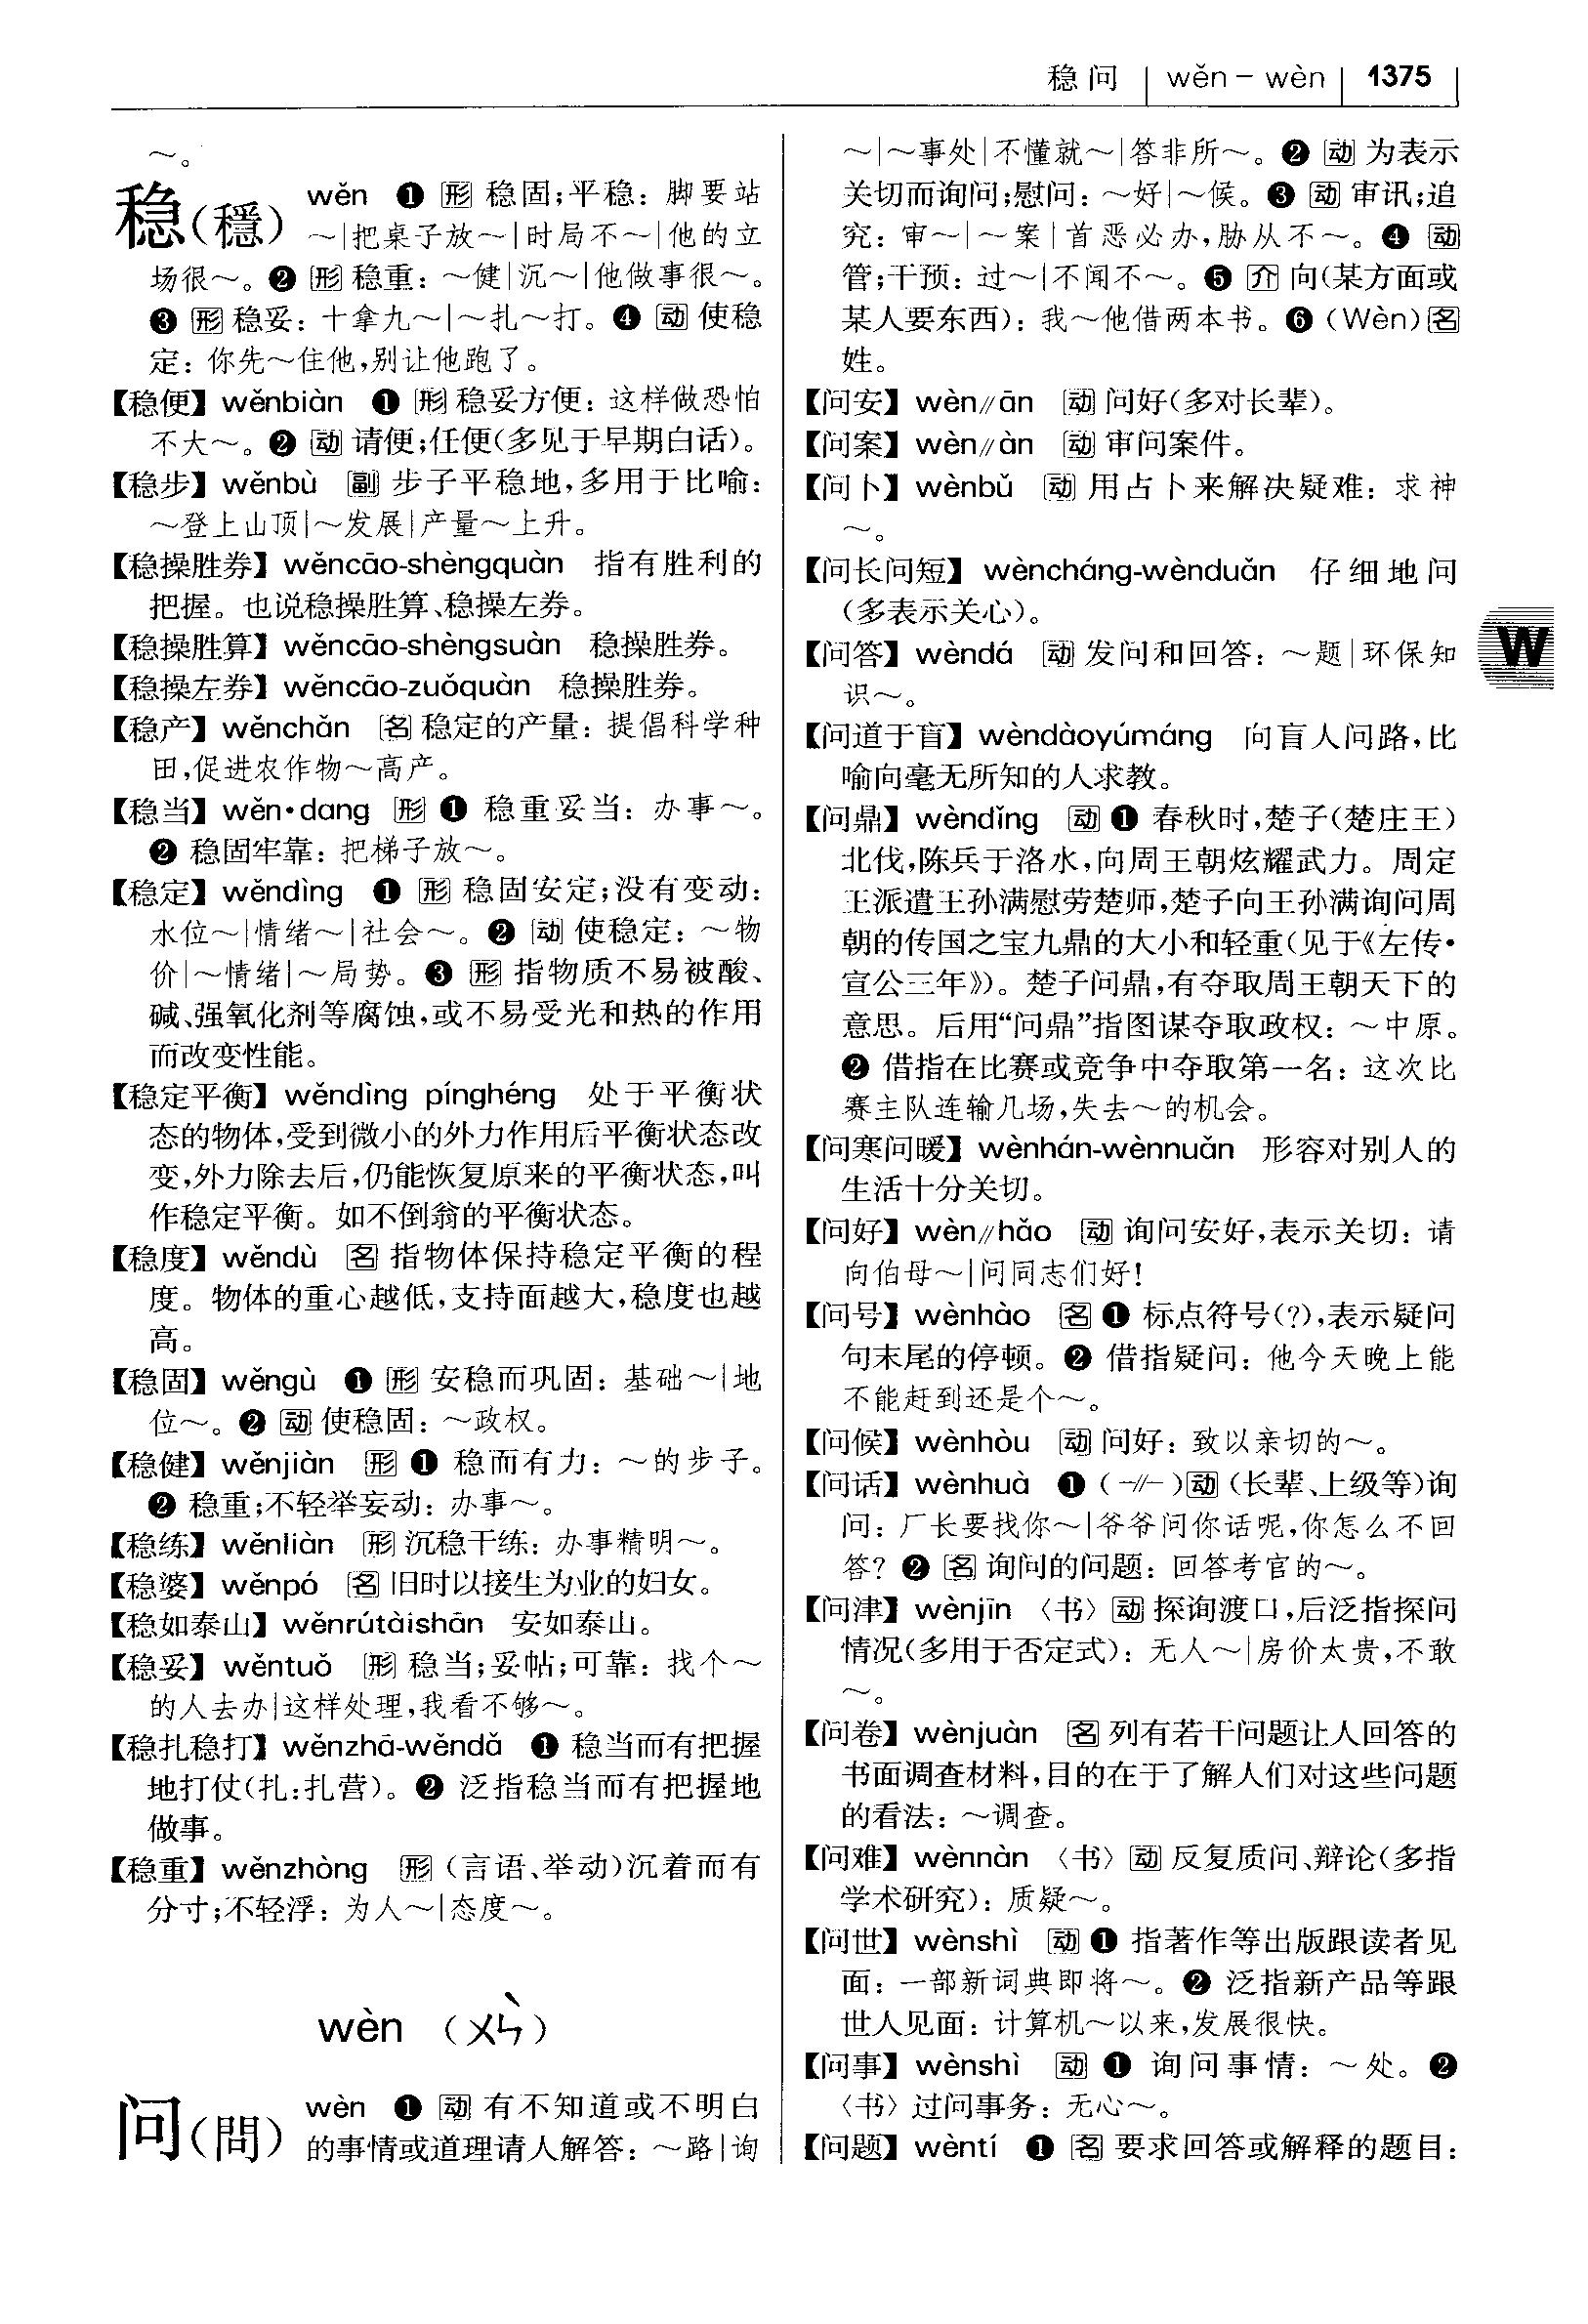 稳问 wěn-wèn 1375
～。
稳(穩) wěn ❶ 形 稳固;平稳：脚要站
～|把桌子放～|时局不～|他的立
场很～。❷ 形 稳重：～健|沉～|他做事很～。
❸ 形 稳妥：十拿九～|～扎～打。❹ 动 使稳
定：你先～住他,别让他跑了。
【稳便】wěnbiàn ❶ 形 稳妥方便：这样做恐怕
不大～。❷ 动 请便;任便(多见于早期白话)。
【稳步】wěnbù 副 步子平稳地,多用于比喻：
～登上山顶|～发展|产量～上升。
【稳操胜券】wěncāo-shèngquàn 指有胜利的
把握。也说稳操胜算、稳操左券。
【稳操胜算】wěncāo-shèngsuàn 稳操胜券。
【稳操左券】wěncāo-zuǒquàn 稳操胜券。
【稳产】wěnchǎn 名 稳定的产量：提倡科学种
田,促进农作物～高产。
【稳当】wěn·dang 形 ❶ 稳重妥当：办事～。
❷ 稳固牢靠：把梯子放～。
【稳定】wěndìng ❶ 形 稳固安定;没有变动：
水位～|情绪～|社会～。❷ 动 使稳定：～物
价|～情绪|～局势。❸ 形 指物质不易被酸、
碱、强氧化剂等腐蚀,或不易受光和热的作用
而改变性能。
【稳定平衡】wěndìng pínghéng 处于平衡状
态的物体,受到微小的外力作用后平衡状态改
变,外力除去后,仍能恢复原来的平衡状态,叫
作稳定平衡。如不倒翁的平衡状态。
【稳度】wěndù 名 指物体保持稳定平衡的程
度。物体的重心越低,支持面越大,稳度也越
高。
【稳固】wěngù ❶ 形 安稳而巩固：基础～|地
位～。❷ 动 使稳固：～政权。
【稳健】wěnjiàn 形 ❶ 稳而有力：～的步子。
❷ 稳重;不轻举妄动：办事～。
【稳练】wěnliàn 形 沉稳干练：办事精明～。
【稳婆】wěnpó 名 旧时以接生为业的妇女。
【稳如泰山】wěnrútàishān 安如泰山。
【稳妥】wěntuǒ 形 稳当;妥帖;可靠：找个～
的人去办|这样处理,我看不够～。
【稳扎稳打】wěnzhā-wěndǎ ❶ 稳当而有把握
地打仗(扎:扎营)。❷ 泛指稳当而有把握地
做事。
【稳重】wěnzhòng 形 (言语、举动)沉着而有
分寸;不轻浮：为人～|态度～。
wèn (ㄨㄣˋ)
问(問) wèn ❶ 动 有不知道或不明白
的事情或道理请人解答：～路|询
～|～事处|不懂就～|答非所～。❷ 动 为表示
关切而询问;慰问：～好|～候。❸ 动 审讯;追
究：审～|～案|首恶必办,胁从不～。❹ 动
管;干预：过～|不闻不～。❺ 介 向(某方面或
某人要东西)：我～他借两本书。❻ (Wèn)名
姓。
【问安】wèn//ān 动 问好(多对长辈)。
【问案】wèn//àn 动 审问案件。
【问卜】wènbǔ 动 用占卜来解决疑难：求神
～。
【问长问短】wèncháng-wènduǎn 仔细地问
(多表示关心)。
【问答】wèndá 动 发问和回答：～题|环保知
识～。
【问道于盲】wèndàoyúmáng 向盲人问路,比
喻向毫无所知的人求教。
【问鼎】wèndǐng 动 ❶ 春秋时,楚子(楚庄王)
北伐,陈兵于洛水,向周王朝炫耀武力。周定
王派遣王孙满慰劳楚师,楚子向王孙满询问周
朝的传国之宝九鼎的大小和轻重(见于《左传·
宣公三年》)。楚子问鼎,有夺取周王朝天下的
意思。后用“问鼎”指图谋夺取政权：～中原。
❷ 借指在比赛或竞争中夺取第一名：这次比
赛主队连输几场,失去～的机会。
【问寒问暖】wènhán-wènnuǎn 形容对别人的
生活十分关切。
【问好】wèn//hǎo 动 询问安好,表示关切：请
向伯母～|问同志们好!
【问号】wènhào 名 ❶ 标点符号(?),表示疑问
句末尾的停顿。❷ 借指疑问：他今天晚上能
不能赶到还是个～。
【问候】wènhòu 动 问好：致以亲切的～。
【问话】wènhuà ❶ (-//-)动 (长辈、上级等)询
问：厂长要找你～|爷爷问你话呢,你怎么不回
答? ❷ 名 询问的问题：回答考官的～。
【问津】wènjīn 〈书〉动 探询渡口,后泛指探问
情况(多用于否定式)：无人～|房价太贵,不敢
～。
【问卷】wènjuàn 名 列有若干问题让人回答的
书面调查材料,目的在于了解人们对这些问题
的看法：～调查。
【问难】wènnàn 〈书〉动 反复质问、辩论(多指
学术研究)：质疑～。
【问世】wènshì 动 ❶ 指著作等出版跟读者见
面：一部新词典即将～。❷ 泛指新产品等跟
世人见面：计算机～以来,发展很快。
【问事】wènshì 动 ❶ 询问事情：～处。❷
〈书〉过问事务：无心～。
【问题】wèntí ❶ 名 要求回答或解释的题目：
W